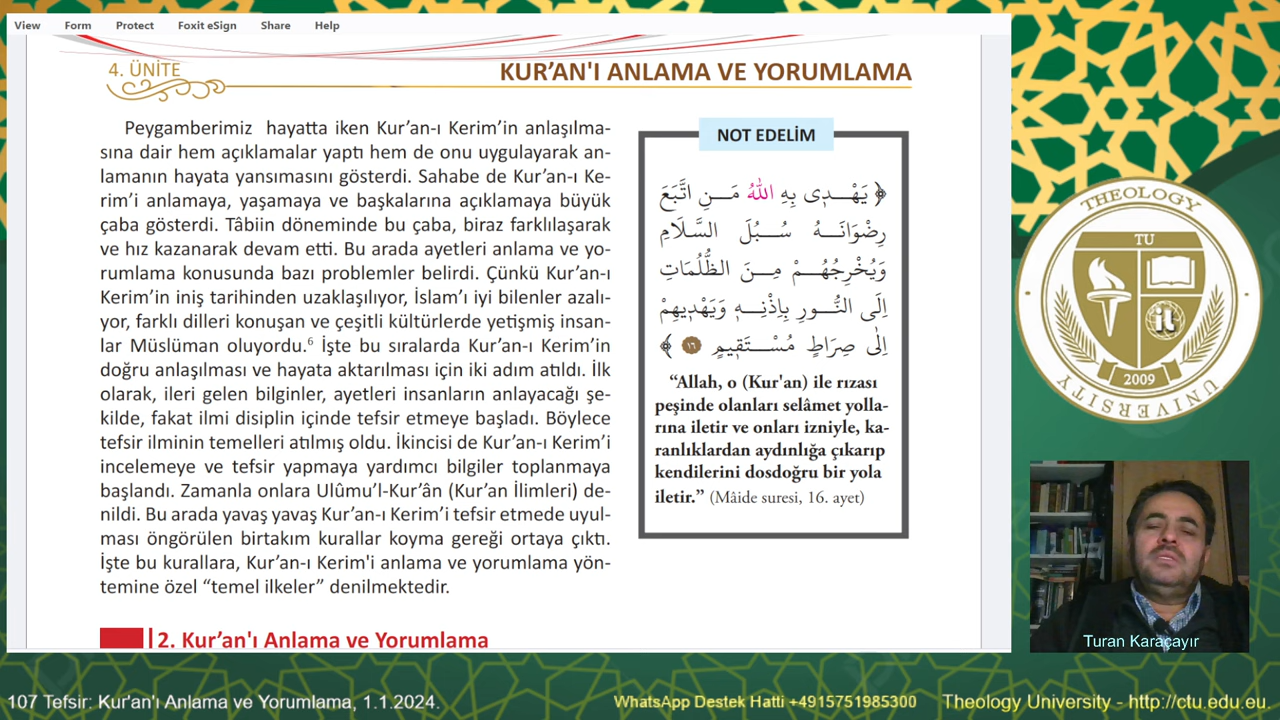 View Form Protect Foxit eSign Share Help
4. ÜNİTE
KUR’AN'I ANLAMA VE YORUMLAMA
Peygamberimiz hayatta iken Kur’an-ı Kerim’in anlaşılma-
sına dair hem açıklamalar yaptı hem de onu uygulayarak an-
lamanın hayata yansımasını gösterdi. Sahabe de Kur’an-ı Ke-
rim’i anlamaya, yaşamaya ve başkalarına açıklamaya büyük
çaba gösterdi. Tâbiin döneminde bu çaba, biraz farklılaşarak
ve hız kazanarak devam etti. Bu arada ayetleri anlama ve yo-
rumlama konusunda bazı problemler belirdi. Çünkü Kur’an-ı
Kerim’in iniş tarihinden uzaklaşılıyor, İslam’ı iyi bilenler azalı-
yor, farklı dilleri konuşan ve çeşitli kültürlerde yetişmiş insan-
lar Müslüman oluyordu.⁶ İşte bu sıralarda Kur’an-ı Kerim’in
doğru anlaşılması ve hayata aktarılması için iki adım atıldı. İlk
olarak, ileri gelen bilginler, ayetleri insanların anlayacağı şe-
kilde, fakat ilmi disiplin içinde tefsir etmeye başladı. Böylece
tefsir ilminin temelleri atılmış oldu. İkincisi de Kur’an-ı Kerim’i
incelemeye ve tefsir yapmaya yardımcı bilgiler toplanmaya
başlandı. Zamanla onlara Ulûmu’l-Kur’ân (Kur’an İlimleri) de-
nildi. Bu arada yavaş yavaş Kur’an-ı Kerim’i tefsir etmede uyul-
ması öngörülen birtakım kurallar koyma gereği ortaya çıktı.
İşte bu kurallara, Kur’an-ı Kerim'i anlama ve yorumlama yön-
temine özel “temel ilkeler” denilmektedir.
2. Kur’an'ı Anlama ve Yorumlama
NOT EDELİM
﴿ يَهْدٖى بِهِ اللّٰهُ مَنِ اتَّبَعَ
رِضْوَانَهُ سُبُلَ السَّلَامِ
وَيُخْرِجُهُمْ مِنَ الظُّلُمَاتِ
اِلَى النُّورِ بِاِذْنِهٖ وَيَهْدٖيهِمْ
اِلٰى صِرَاطٍ مُسْتَقٖيمٍ ١٦ ﴾
“Allah, o (Kur'an) ile rızası
peşinde olanları selâmet yolla-
rına iletir ve onları izniyle, ka-
ranlıklardan aydınlığa çıkarıp
kendilerini dosdoğru bir yola
iletir.” (Mâide suresi, 16. ayet)
THEOLOGY
TU
2009
UNIVERSITY
Turan Karaçayır
107 Tefsir: Kur'an'ı Anlama ve Yorumlama, 1.1.2024.
WhatsApp Destek Hatti +4915751985300
Theology University - http://ctu.edu.eu.